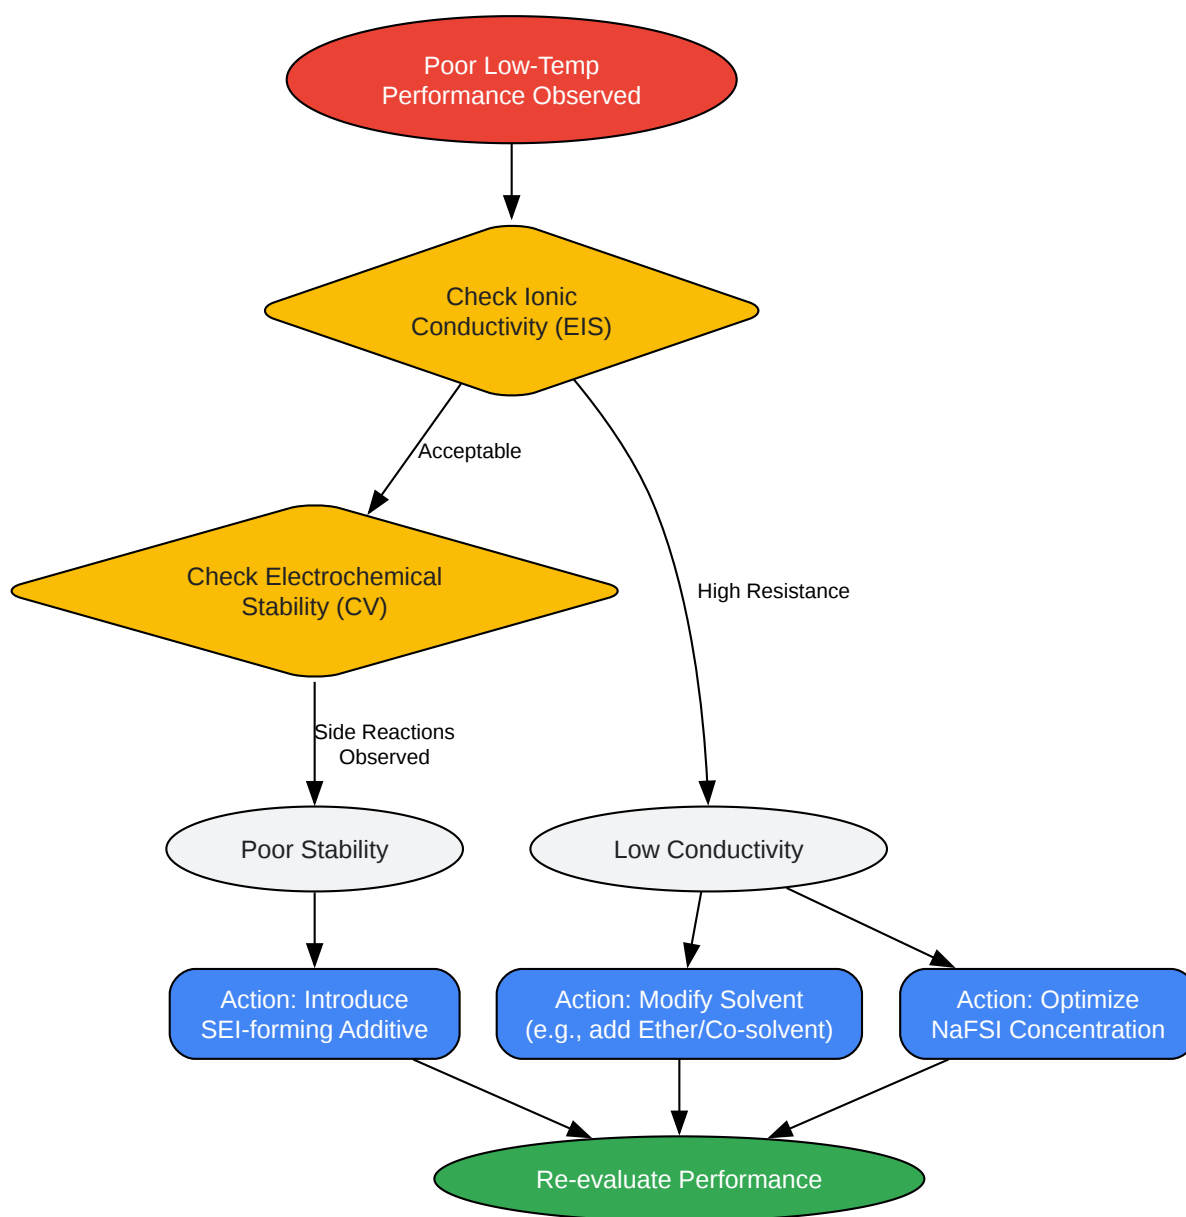 Poor Low-Temp
Performance Observed
Check Ionic
Conductivity (EIS)
Acceptable
Check Electrochemical
Stability (CV)
High Resistance
Side Reactions
Observed
Poor Stability
Low Conductivity
Action: Introduce
SEI-forming Additive
Action: Modify Solvent
(e.g., add Ether/Co-solvent)
Action: Optimize
NaFSI Concentration
Re-evaluate Performance